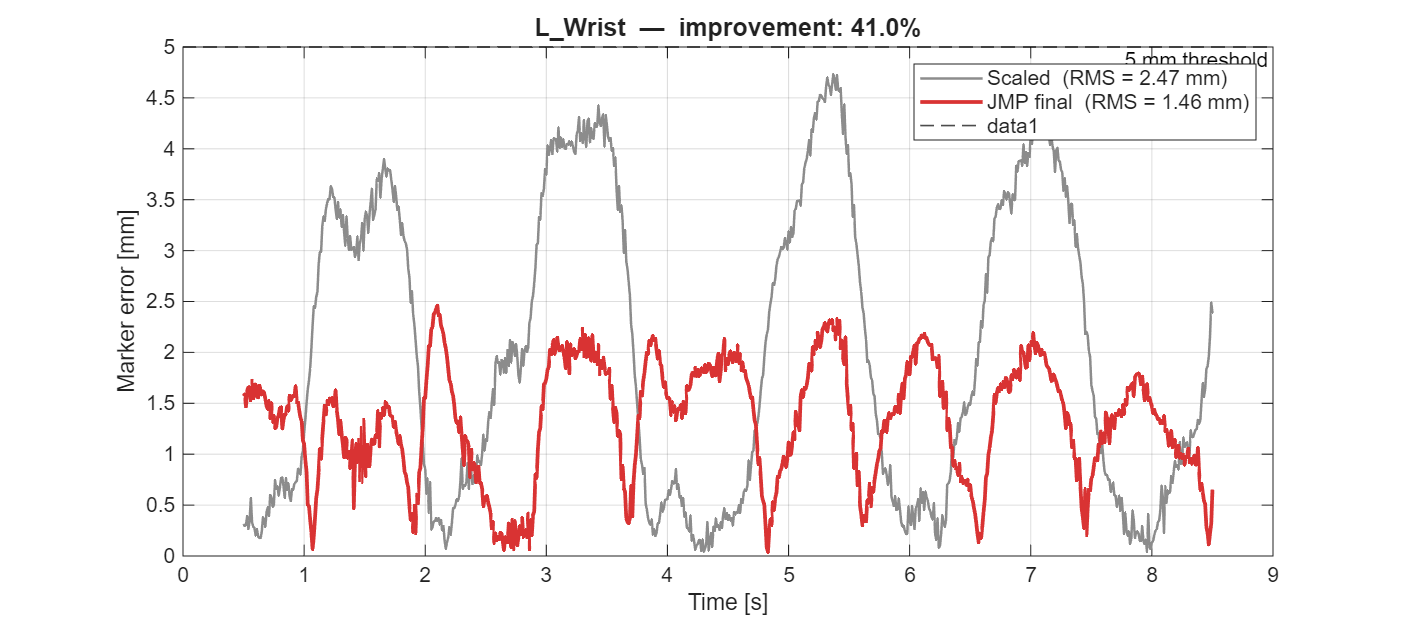 L_Wrist — improvement: 41.0%
5 mm threshold
Scaled (RMS = 2.47 mm)
JMP final (RMS = 1.46 mm)
data1
Marker error [mm]
5
4.5
4
3.5
3
2.5
2
1.5
1
0.5
0
0 1 2 3 4 5 6 7 8 9
Time [s]